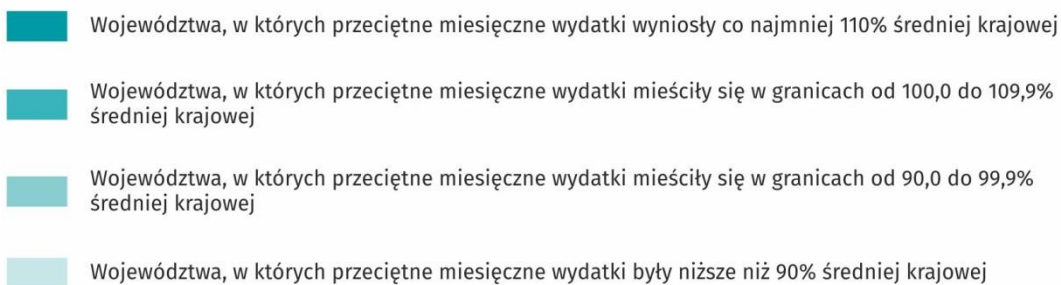 Województwa, w których przeciętne miesięczne wydatki wyniosły co najmniej 110% średniej krajowej
Województwa, w których przeciętne miesięczne wydatki mieściły się w granicach od 100,0 do 109,9%
średniej krajowej
Województwa, w których przeciętne miesięczne wydatki mieściły się w granicach od 90,0 do 99,9%
średniej krajowej
Województwa, w których przeciętne miesięczne wydatki były niższe niż 90% średniej krajowej